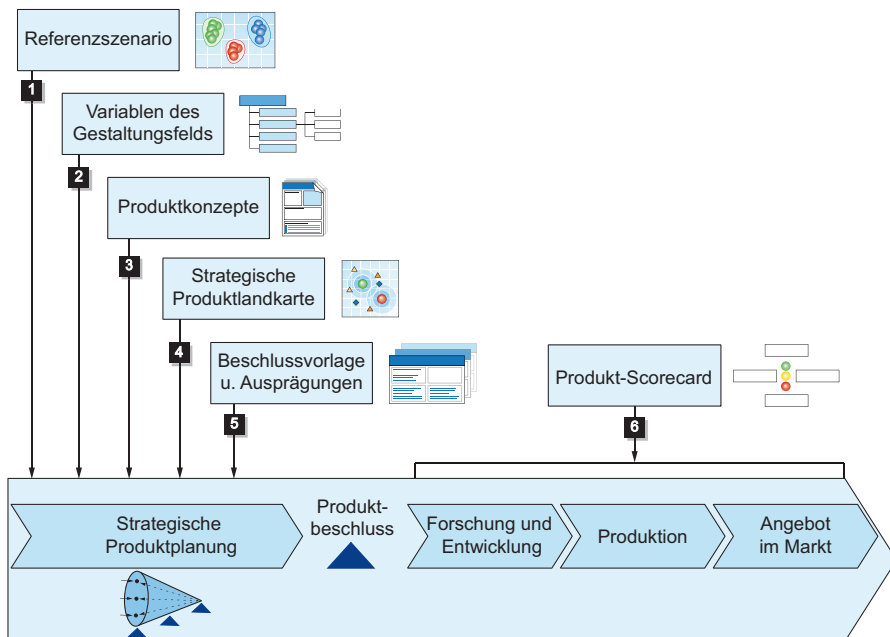 Referenzszenario
1
Variablen des
Gestaltungsfelds
2
Produktkonzepte
3
Strategische
Produktlandkarte
4
Beschlussvorlage
u. Ausprägungen
5
Produkt-Scorecard
6
Strategische
Produktplanung
Produkt-
beschluss
Forschung und
Entwicklung
Produktion
Angebot
im Markt